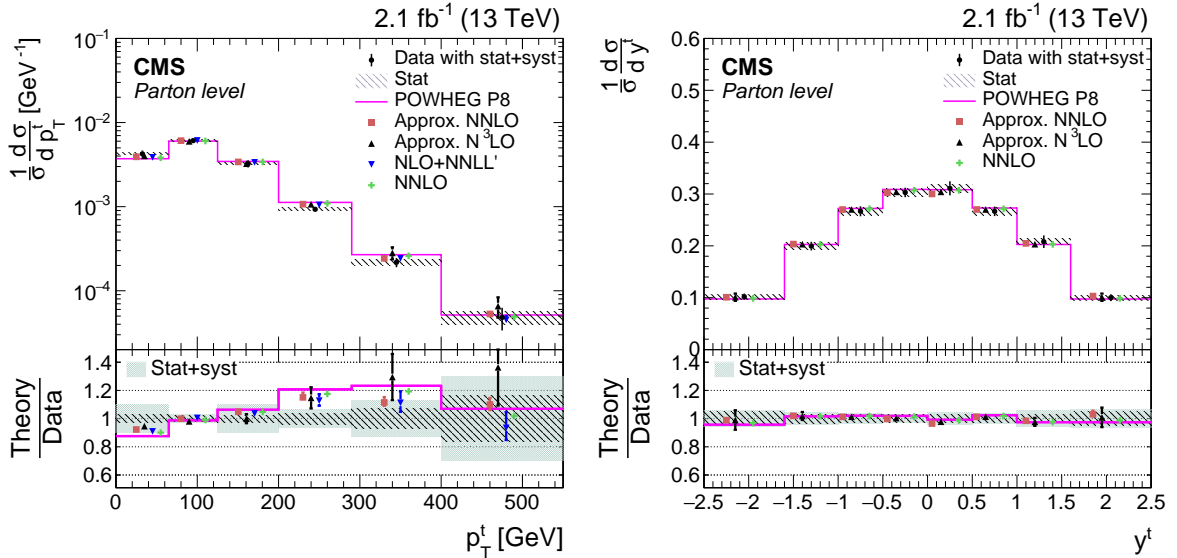 2.1 fb⁻¹ (13 TeV)
CMS
Parton level
Data with stat+syst
Stat
POWHEG P8
Approx. NNLO
Approx. N³LO
NLO+NNLL'
NNLO
1/σ dσ/dp_T^t [GeV⁻¹]
10⁻¹
10⁻²
10⁻³
10⁻⁴
Stat+syst
Theory
Data
1.4
1.2
1
0.8
0.6
0 100 200 300 400 500
p_T^t [GeV]
2.1 fb⁻¹ (13 TeV)
CMS
Parton level
Data with stat+syst
Stat
POWHEG P8
Approx. NNLO
Approx. N³LO
NNLO
1/σ dσ/dy^t
0.6
0.5
0.4
0.3
0.2
0.1
0
Stat+syst
Theory
Data
1.4
1.2
1
0.8
0.6
−2.5 −2 −1.5 −1 −0.5 0 0.5 1 1.5 2 2.5
y^t